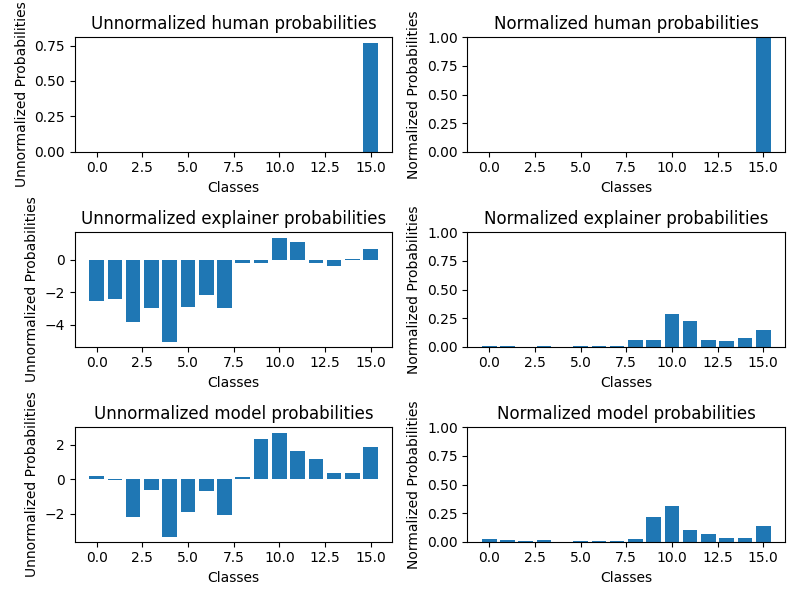 Unnormalized human probabilities
Unnormalized Probabilities
0.75
0.50
0.25
0.00
0.0 2.5 5.0 7.5 10.0 12.5 15.0
Classes
Normalized human probabilities
Normalized Probabilities
1.00
0.75
0.50
0.25
0.00
0.0 2.5 5.0 7.5 10.0 12.5 15.0
Classes
Unnormalized explainer probabilities
Unnormalized Probabilities
0
−2
−4
0.0 2.5 5.0 7.5 10.0 12.5 15.0
Classes
Normalized explainer probabilities
Normalized Probabilities
1.00
0.75
0.50
0.25
0.00
0.0 2.5 5.0 7.5 10.0 12.5 15.0
Classes
Unnormalized model probabilities
Unnormalized Probabilities
2
0
−2
0.0 2.5 5.0 7.5 10.0 12.5 15.0
Classes
Normalized model probabilities
Normalized Probabilities
1.00
0.75
0.50
0.25
0.00
0.0 2.5 5.0 7.5 10.0 12.5 15.0
Classes